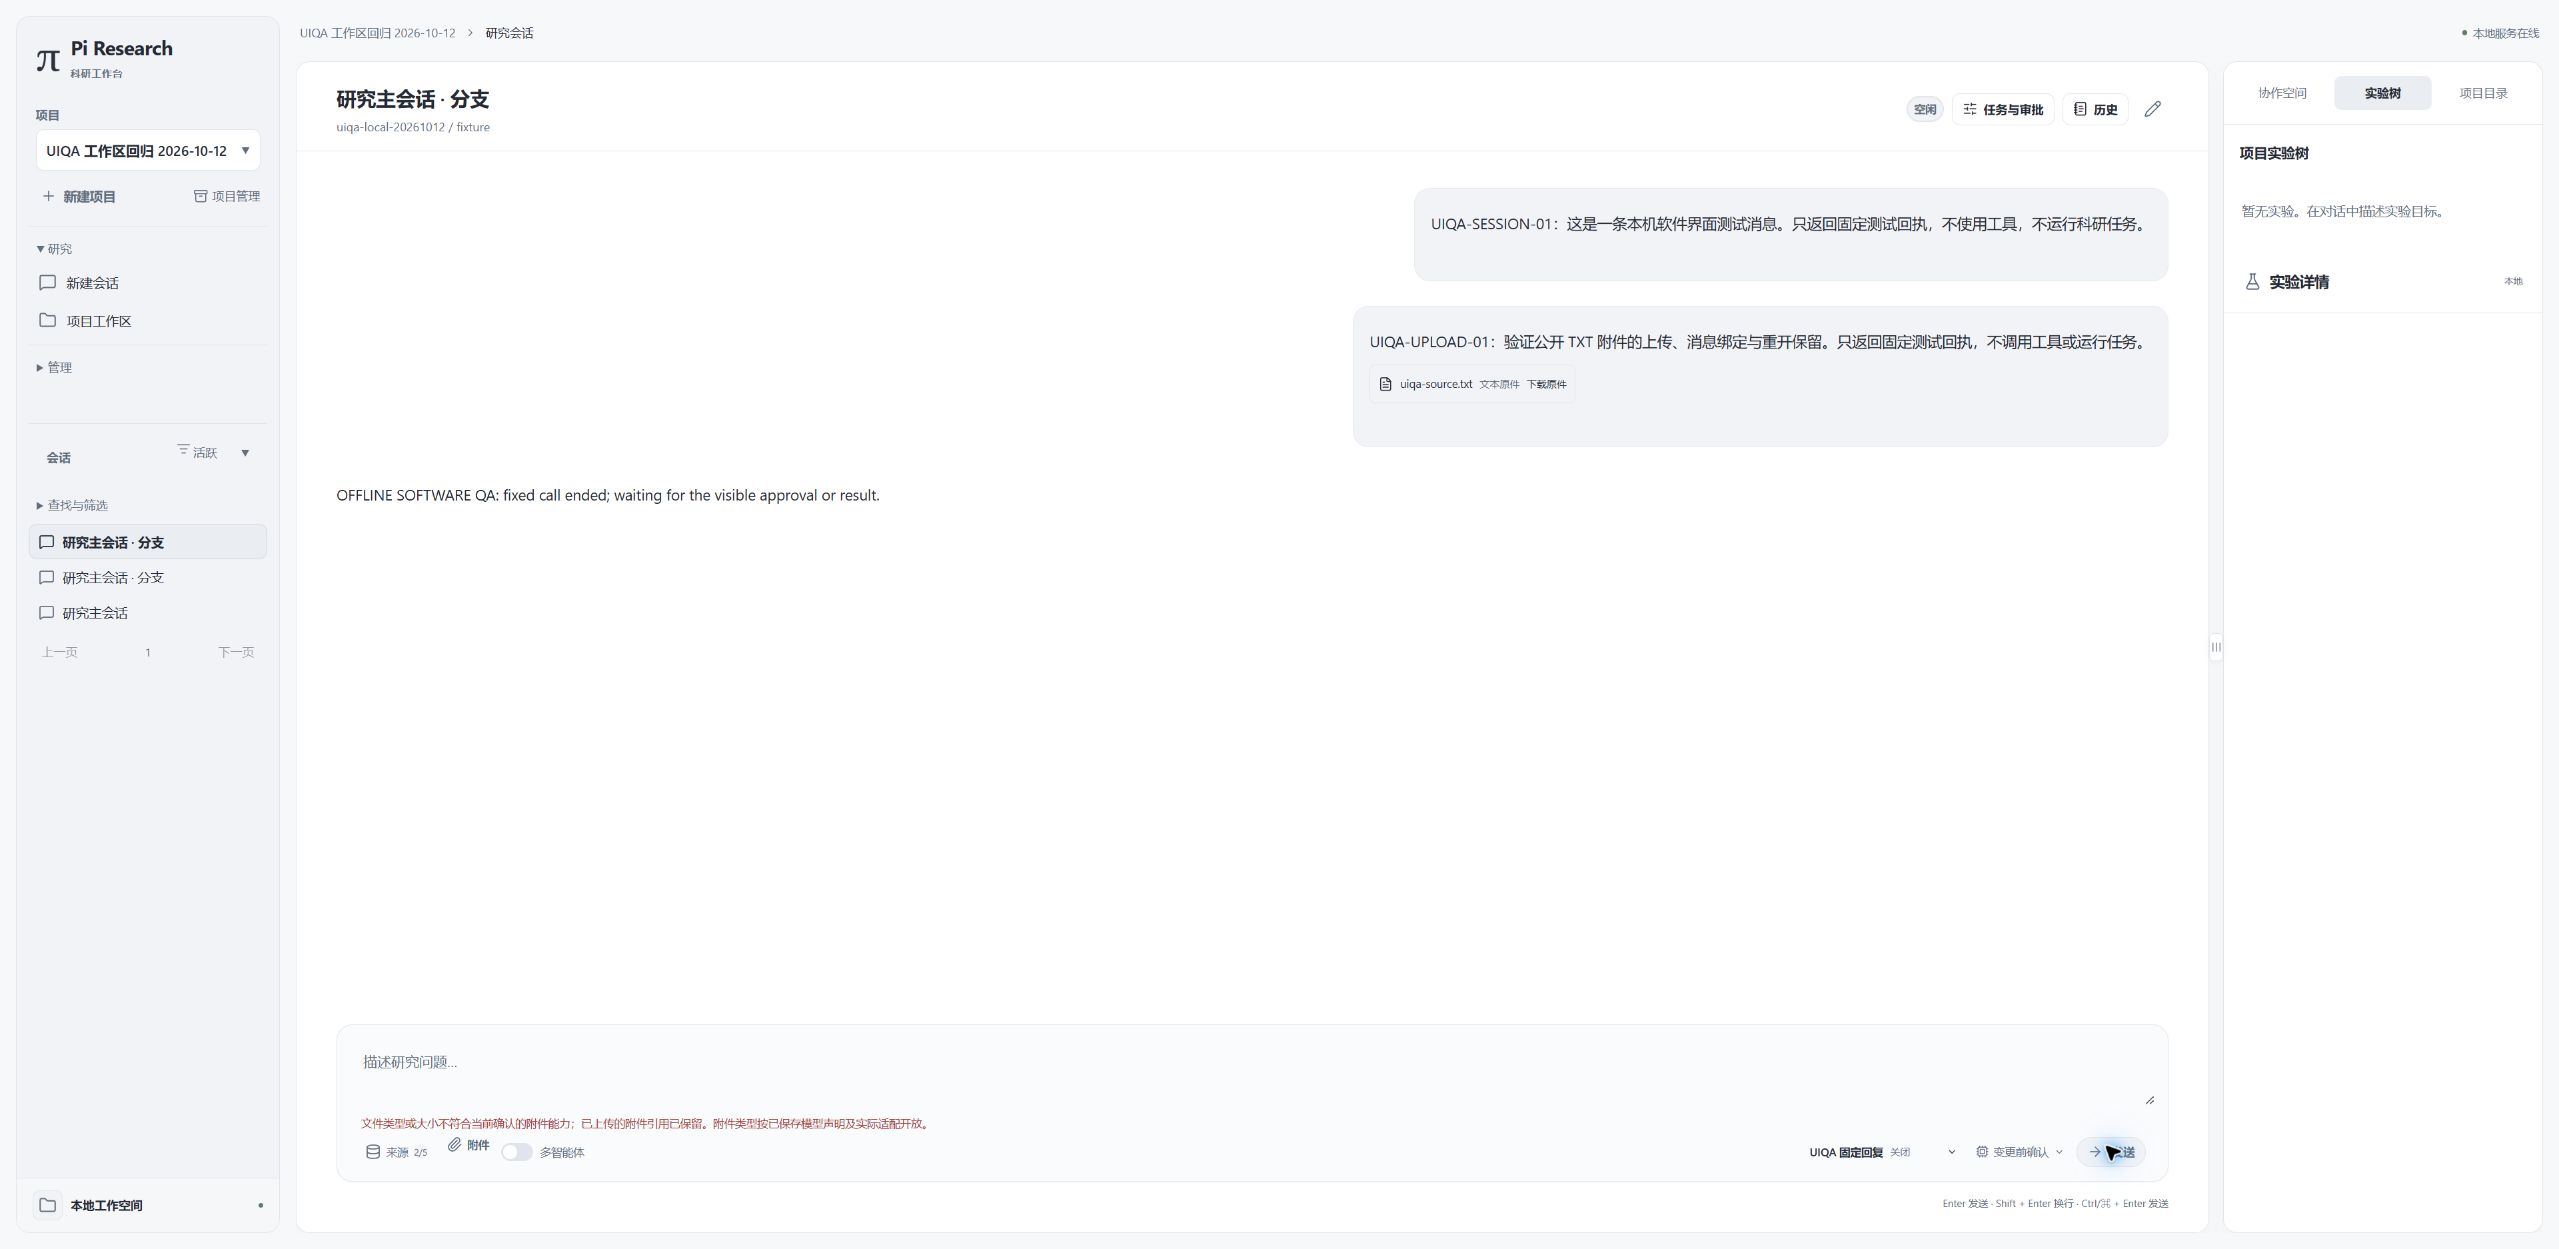 Pi Research
科研工作台
项目
UIQA 工作区回归 2026-10-12
新建项目
项目管理
研究
新建会话
项目工作区
管理
会话
活跃
查找与筛选
研究主会话 · 分支
研究主会话 · 分支
研究主会话
上一页 1 下一页
本地工作空间
UIQA 工作区回归 2026-10-12 > 研究会话
本地服务在线
研究主会话 · 分支
uiqa-local-20261012 / fixture
空闲
任务与审批
历史
UIQA-SESSION-01：这是一条本机软件界面测试消息。只返回固定测试回执，不使用工具，不运行科研任务。
UIQA-UPLOAD-01：验证公开 TXT 附件的上传、消息绑定与重开保留。只返回固定测试回执，不调用工具或运行任务。
uiqa-source.txt 文本原件 下载原件
OFFLINE SOFTWARE QA: fixed call ended; waiting for the visible approval or result.
描述研究问题...
文件类型或大小不符合当前确认的附件能力；已上传的附件引用已保留。附件类型按已保存模型声明及实际适配开放。
来源 2/5
附件
多智能体
UIQA 固定回复 关闭
变更前确认
送
Enter 发送 · Shift + Enter 换行 · Ctrl/⌘ + Enter 发送
协作空间
实验树
项目目录
项目实验树
暂无实验。在对话中描述实验目标。
实验详情
本地